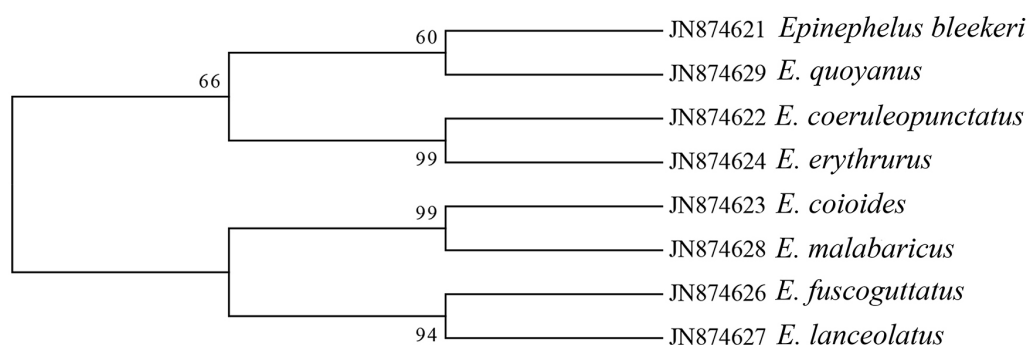 60
JN874621 Epinephelus bleekeri
JN874629 E. quoyanus
66
JN874622 E. coeruleopunctatus
99
JN874624 E. erythrurus
99
JN874623 E. coioides
JN874628 E. malabaricus
JN874626 E. fuscoguttatus
94
JN874627 E. lanceolatus